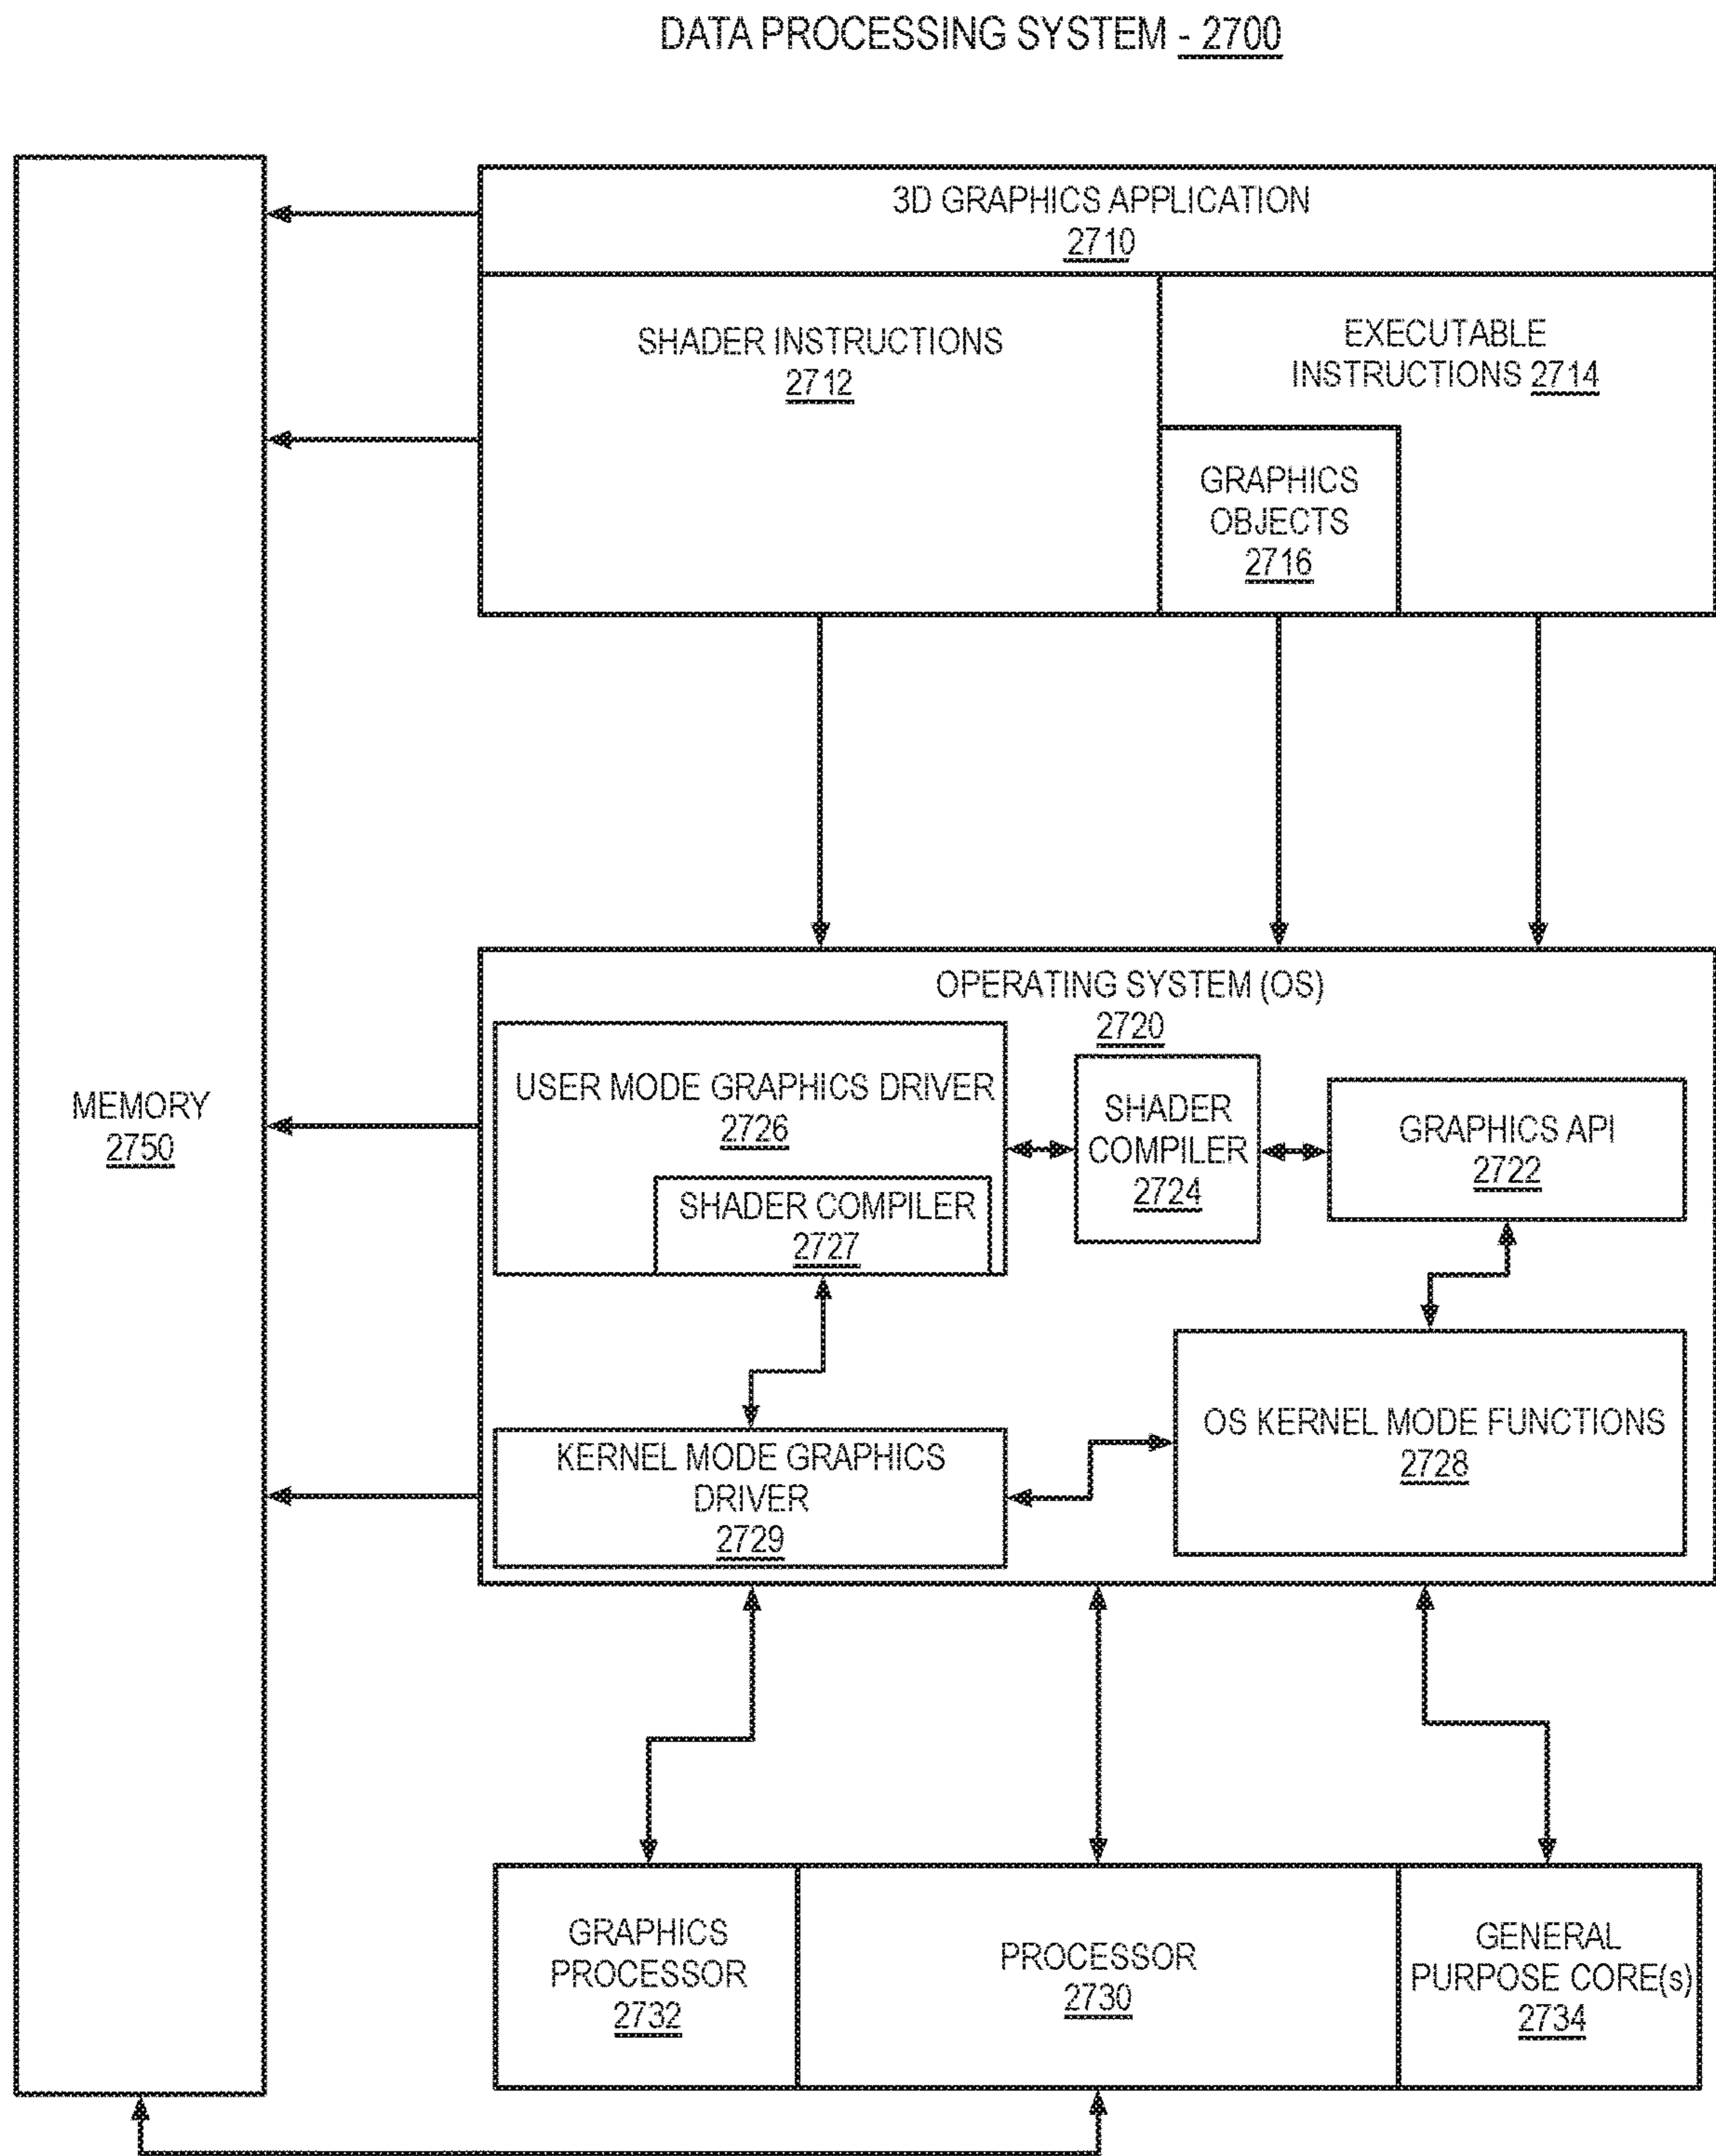 DATA PROCESSING SYSTEM - 2700
3D GRAPHICS APPLICATION
2710
SHADER INSTRUCTIONS
2712
EXECUTABLE
INSTRUCTIONS 2714
GRAPHICS
OBJECTS
2716
MEMORY
2750
OPERATING SYSTEM (OS)
2720
USER MODE GRAPHICS DRIVER
2726
SHADER COMPILER
2727
SHADER
COMPILER
2724
GRAPHICS API
2722
KERNEL MODE GRAPHICS
DRIVER
2729
OS KERNEL MODE FUNCTIONS
2728
GRAPHICS
PROCESSOR
2732
PROCESSOR
2730
GENERAL
PURPOSE CORE(s)
2734